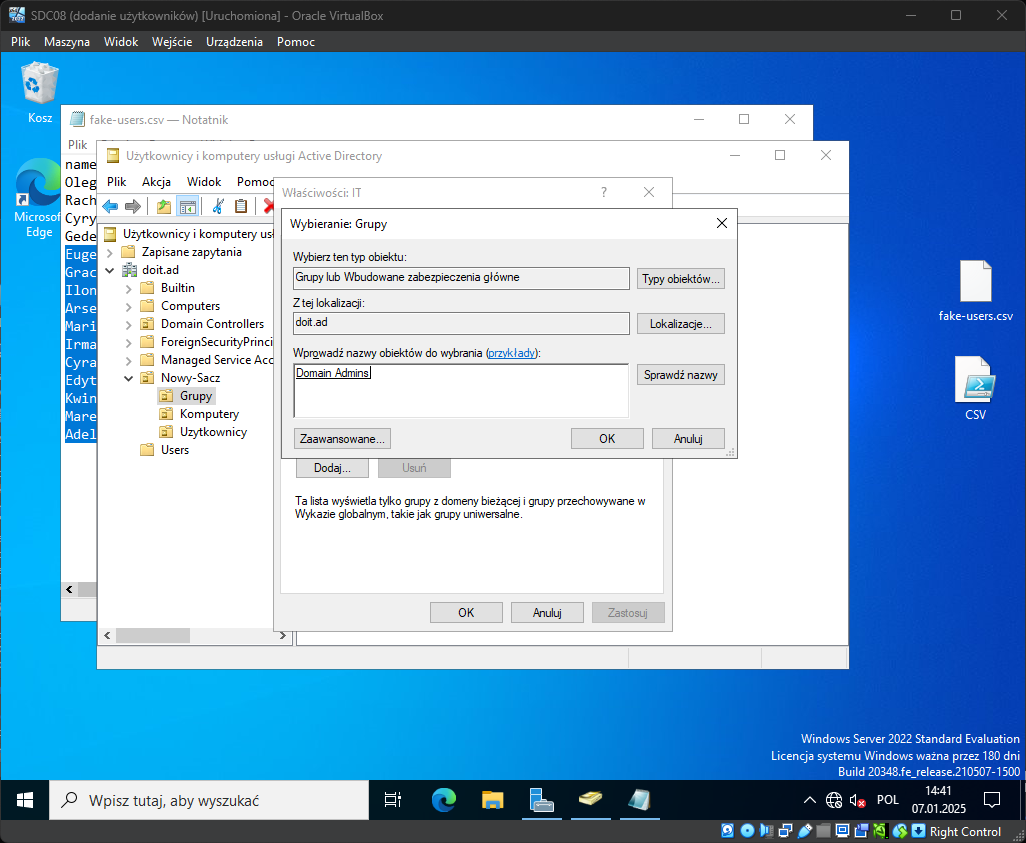 SDC08 (dodanie użytkowników) [Uruchomiona] - Oracle VirtualBox
Plik Maszyna Widok Wejście Urządzenia Pomoc
Kosz
Microsof
Edge
fake-users.csv — Notatnik
Plik
name
Oleg
Rach
Cyry
Gede
Euge
Grac
Ilon
Arse
Mari
Irma
Cyra
Edyt
Kwin
Mare
Adel
Użytkownicy i komputery usługi Active Directory
Plik Akcja Widok Pomoc
Użytkownicy i komputery usł
Zapisane zapytania
doit.ad
Builtin
Computers
Domain Controllers
ForeignSecurityPrinci
Managed Service Acc
Nowy-Sacz
Grupy
Komputery
Uzytkownicy
Users
Właściwości: IT
?
Wybieranie: Grupy
Wybierz ten typ obiektu:
Grupy lub Wbudowane zabezpieczenia główne
Typy obiektów...
Z tej lokalizacji:
doit.ad
Lokalizacje...
Wprowadź nazwy obiektów do wybrania (przykłady):
Domain Admins
Sprawdź nazwy
Zaawansowane...
OK
Anuluj
Dodaj...
Usuń
Ta lista wyświetla tylko grupy z domeny bieżącej i grupy przechowywane w
Wykazie globalnym, takie jak grupy uniwersalne.
OK
Anuluj
Zastosuj
fake-users.csv
CSV
Windows Server 2022 Standard Evaluation
Licencja systemu Windows ważna przez 180 dni
Build 20348.fe_release.210507-1500
Wpisz tutaj, aby wyszukać
POL
14:41
07.01.2025
Right Control